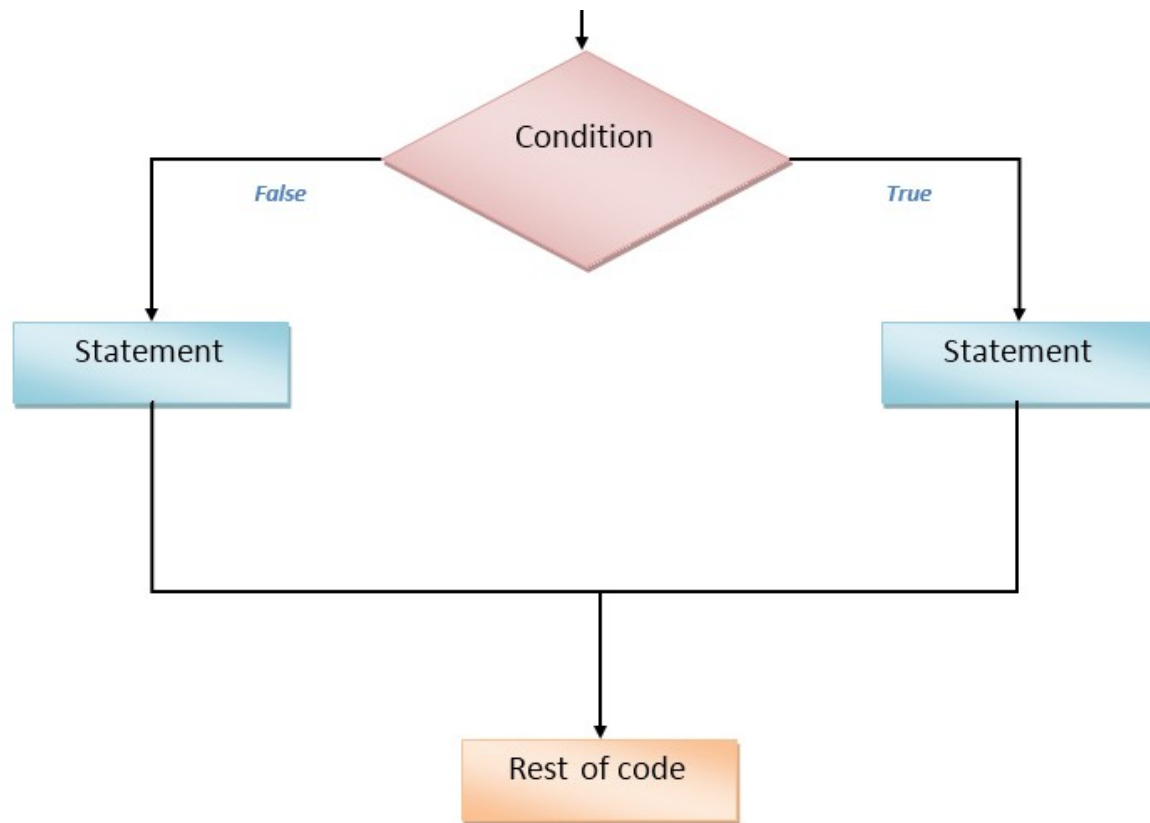 Condition
False
True
Statement
Statement
Rest of code